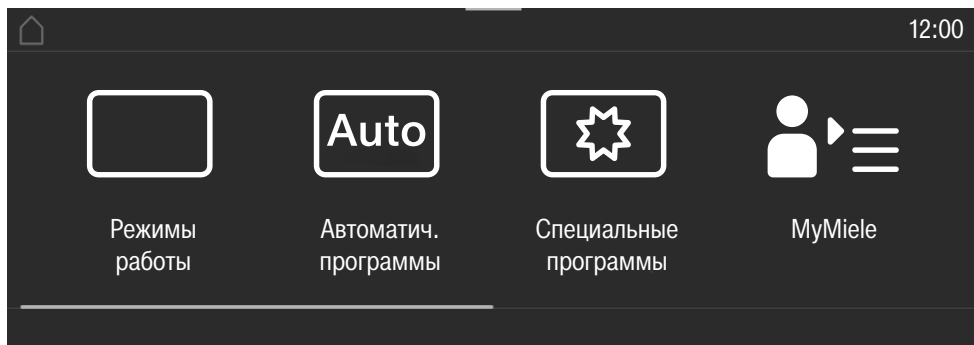 12:00
Auto
Режимы
работы
Автоматич.
программы
Специальные
программы
MyMiele